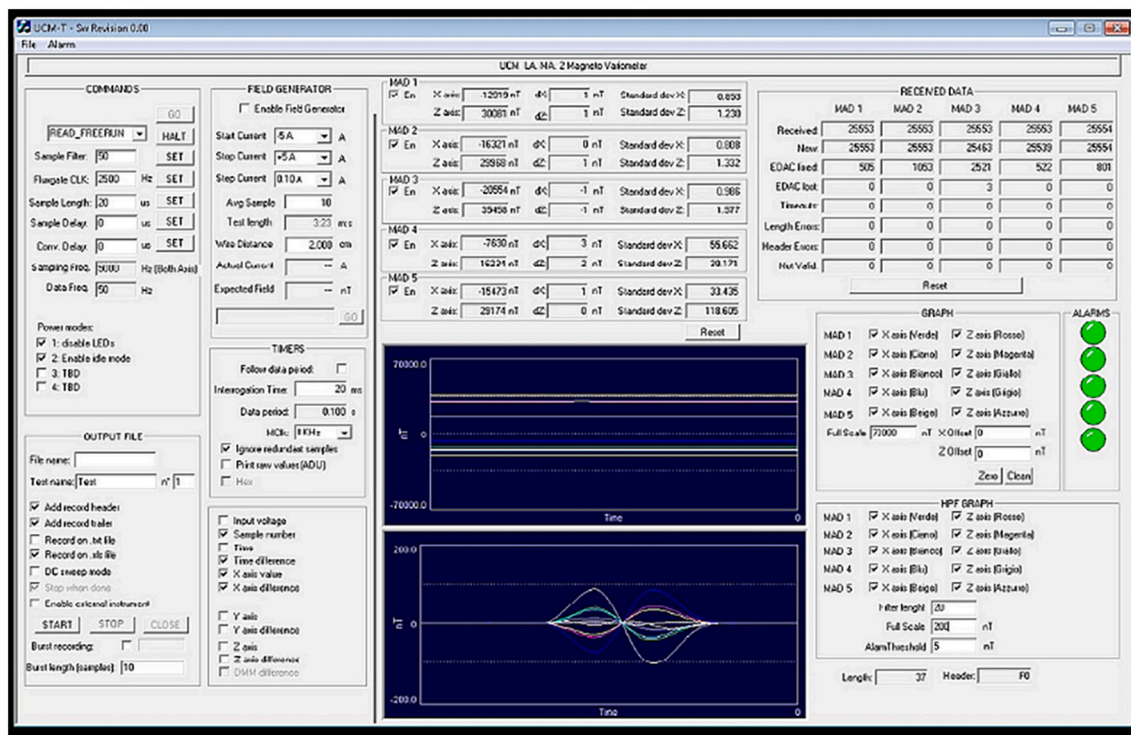 UCM-T - Sw Revision 0.00
File Alarm
UCM LA. MA. 2 Magneto Variometer
COMMANDS
GO
READ_FREERUN HALT
Sample Filter: 50 SET
Fluxgate CLK: 2500 Hz SET
Sample Length: 20 us SET
Sample Delay: 0 us SET
Conv. Delay: 0 us SET
Sampling Freq. 5000 Hz (Both Axis)
Data Freq. 50 Hz
Power modes:
1: disable LEDs
2: Enable idle mode
3: TBD
4: TBD
OUTPUT FILE
File name:
Test name: Test n° 1
Add record header
Add record trailer
Record on .txt file
Record on .xls file
DC sweep mode
Stop when done
Enable external instrument
START STOP CLOSE
Burst recording:
Burst length (samples): 10
FIELD GENERATOR
Enable Field Generator
Start Current -5 A A
Stop Current +5 A A
Step Current 0.10 A A
Avg Sample 10
Test length 3:23 m:s
Wire Distance 2.000 cm
Actual Current -- A
Expected Field -- nT
GO
TIMERS
Follow data period:
Interrogation Time: 20 ms
Data period: 0.100 s
MClk: 8 KHz
Ignore redundant samples
Print raw values (ADU)
Hex
Input voltage
Sample number
Time
Time difference
X axis value
X axis difference
Y axis
Y axis difference
Z axis
Z axis difference
DMM difference
MAD 1
En X axis: -12919 nT dX: 1 nT Standard dev X: 0.853
Z axis: 30081 nT dZ: 1 nT Standard dev Z: 1.230
MAD 2
En X axis: -16321 nT dX: 0 nT Standard dev X: 0.808
Z axis: 29968 nT dZ: 1 nT Standard dev Z: 1.332
MAD 3
En X axis: -20554 nT dX: -1 nT Standard dev X: 0.986
Z axis: 35458 nT dZ: -1 nT Standard dev Z: 1.577
MAD 4
En X axis: -7630 nT dX: 3 nT Standard dev X: 55.662
Z axis: 16224 nT dZ: 2 nT Standard dev Z: 20.171
MAD 5
En X axis: -15473 nT dX: 1 nT Standard dev X: 33.435
Z axis: 29174 nT dZ: 0 nT Standard dev Z: 118.605
Reset
70000.0
nT 0
-70000.0
Time 0
200.0
nT 0
-200.0
Time 0
RECEIVED DATA
MAD 1 MAD 2 MAD 3 MAD 4 MAD 5
Received: 25553 25553 25553 25553 25554
New: 25553 25553 25463 25539 25554
EDAC fixed: 505 1053 2521 522 801
EDAC lost: 0 0 3 0 0
Timeouts: 0 0 0 0 0
Length Errors: 0 0 0 0 0
Header Errors: 0 0 0 0 0
Not Valid: 0 0 0 0 0
Reset
GRAPH
MAD 1 X axis (Verde) Z axis (Rosso)
MAD 2 X axis (Ciano) Z axis (Magenta)
MAD 3 X axis (Bianco) Z axis (Giallo)
MAD 4 X axis (Blu) Z axis (Grigio)
MAD 5 X axis (Beige) Z axis (Azzurro)
Full Scale 70000 nT X Offset 0 nT
Z Offset 0 nT
Zero Clean
ALARMS
HPF GRAPH
MAD 1 X axis (Verde) Z axis (Rosso)
MAD 2 X axis (Ciano) Z axis (Magenta)
MAD 3 X axis (Bianco) Z axis (Giallo)
MAD 4 X axis (Blu) Z axis (Grigio)
MAD 5 X axis (Beige) Z axis (Azzurro)
Filter lenght 20
Full Scale 200 nT
AlarmThreshold 5 nT
Length: 37 Header: F0